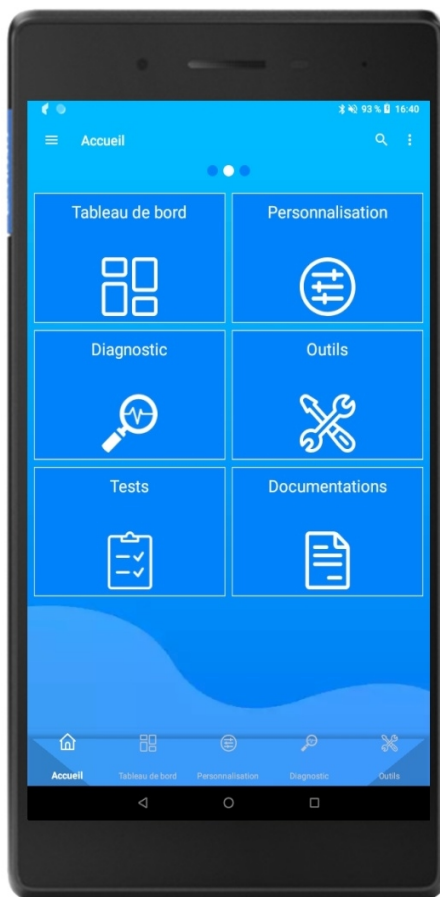 93 % 16:40
Accueil
Tableau de bord
Personnalisation
Diagnostic
Outils
Tests
Documentations
Accueil
Tableau de bord
Personnalisation
Diagnostic
Outils